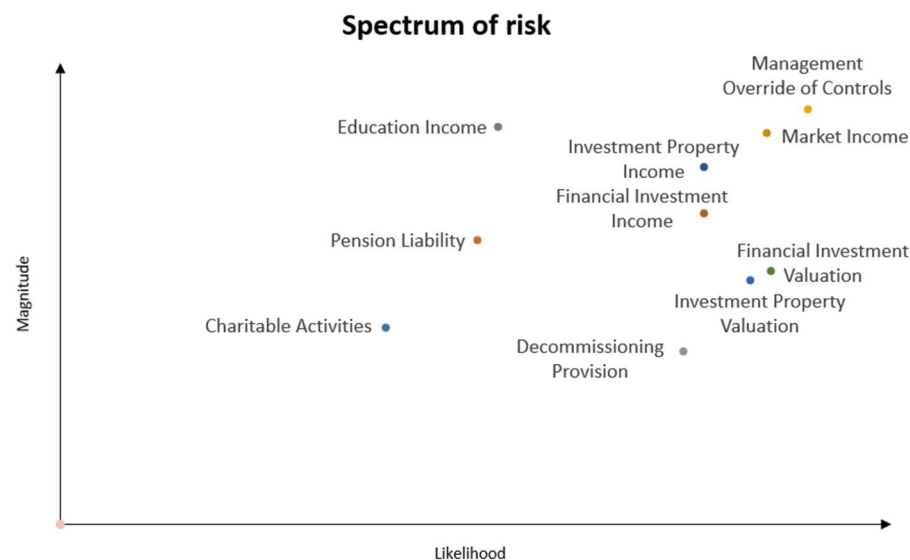 Spectrum of risk
Management
Override of Controls
Education Income
Market Income
Investment Property
Income
Financial Investment
Income
Pension Liability
Financial Investment
Valuation
Investment Property
Valuation
Charitable Activities
Decommissioning
Provision
Magnitude
Likelihood